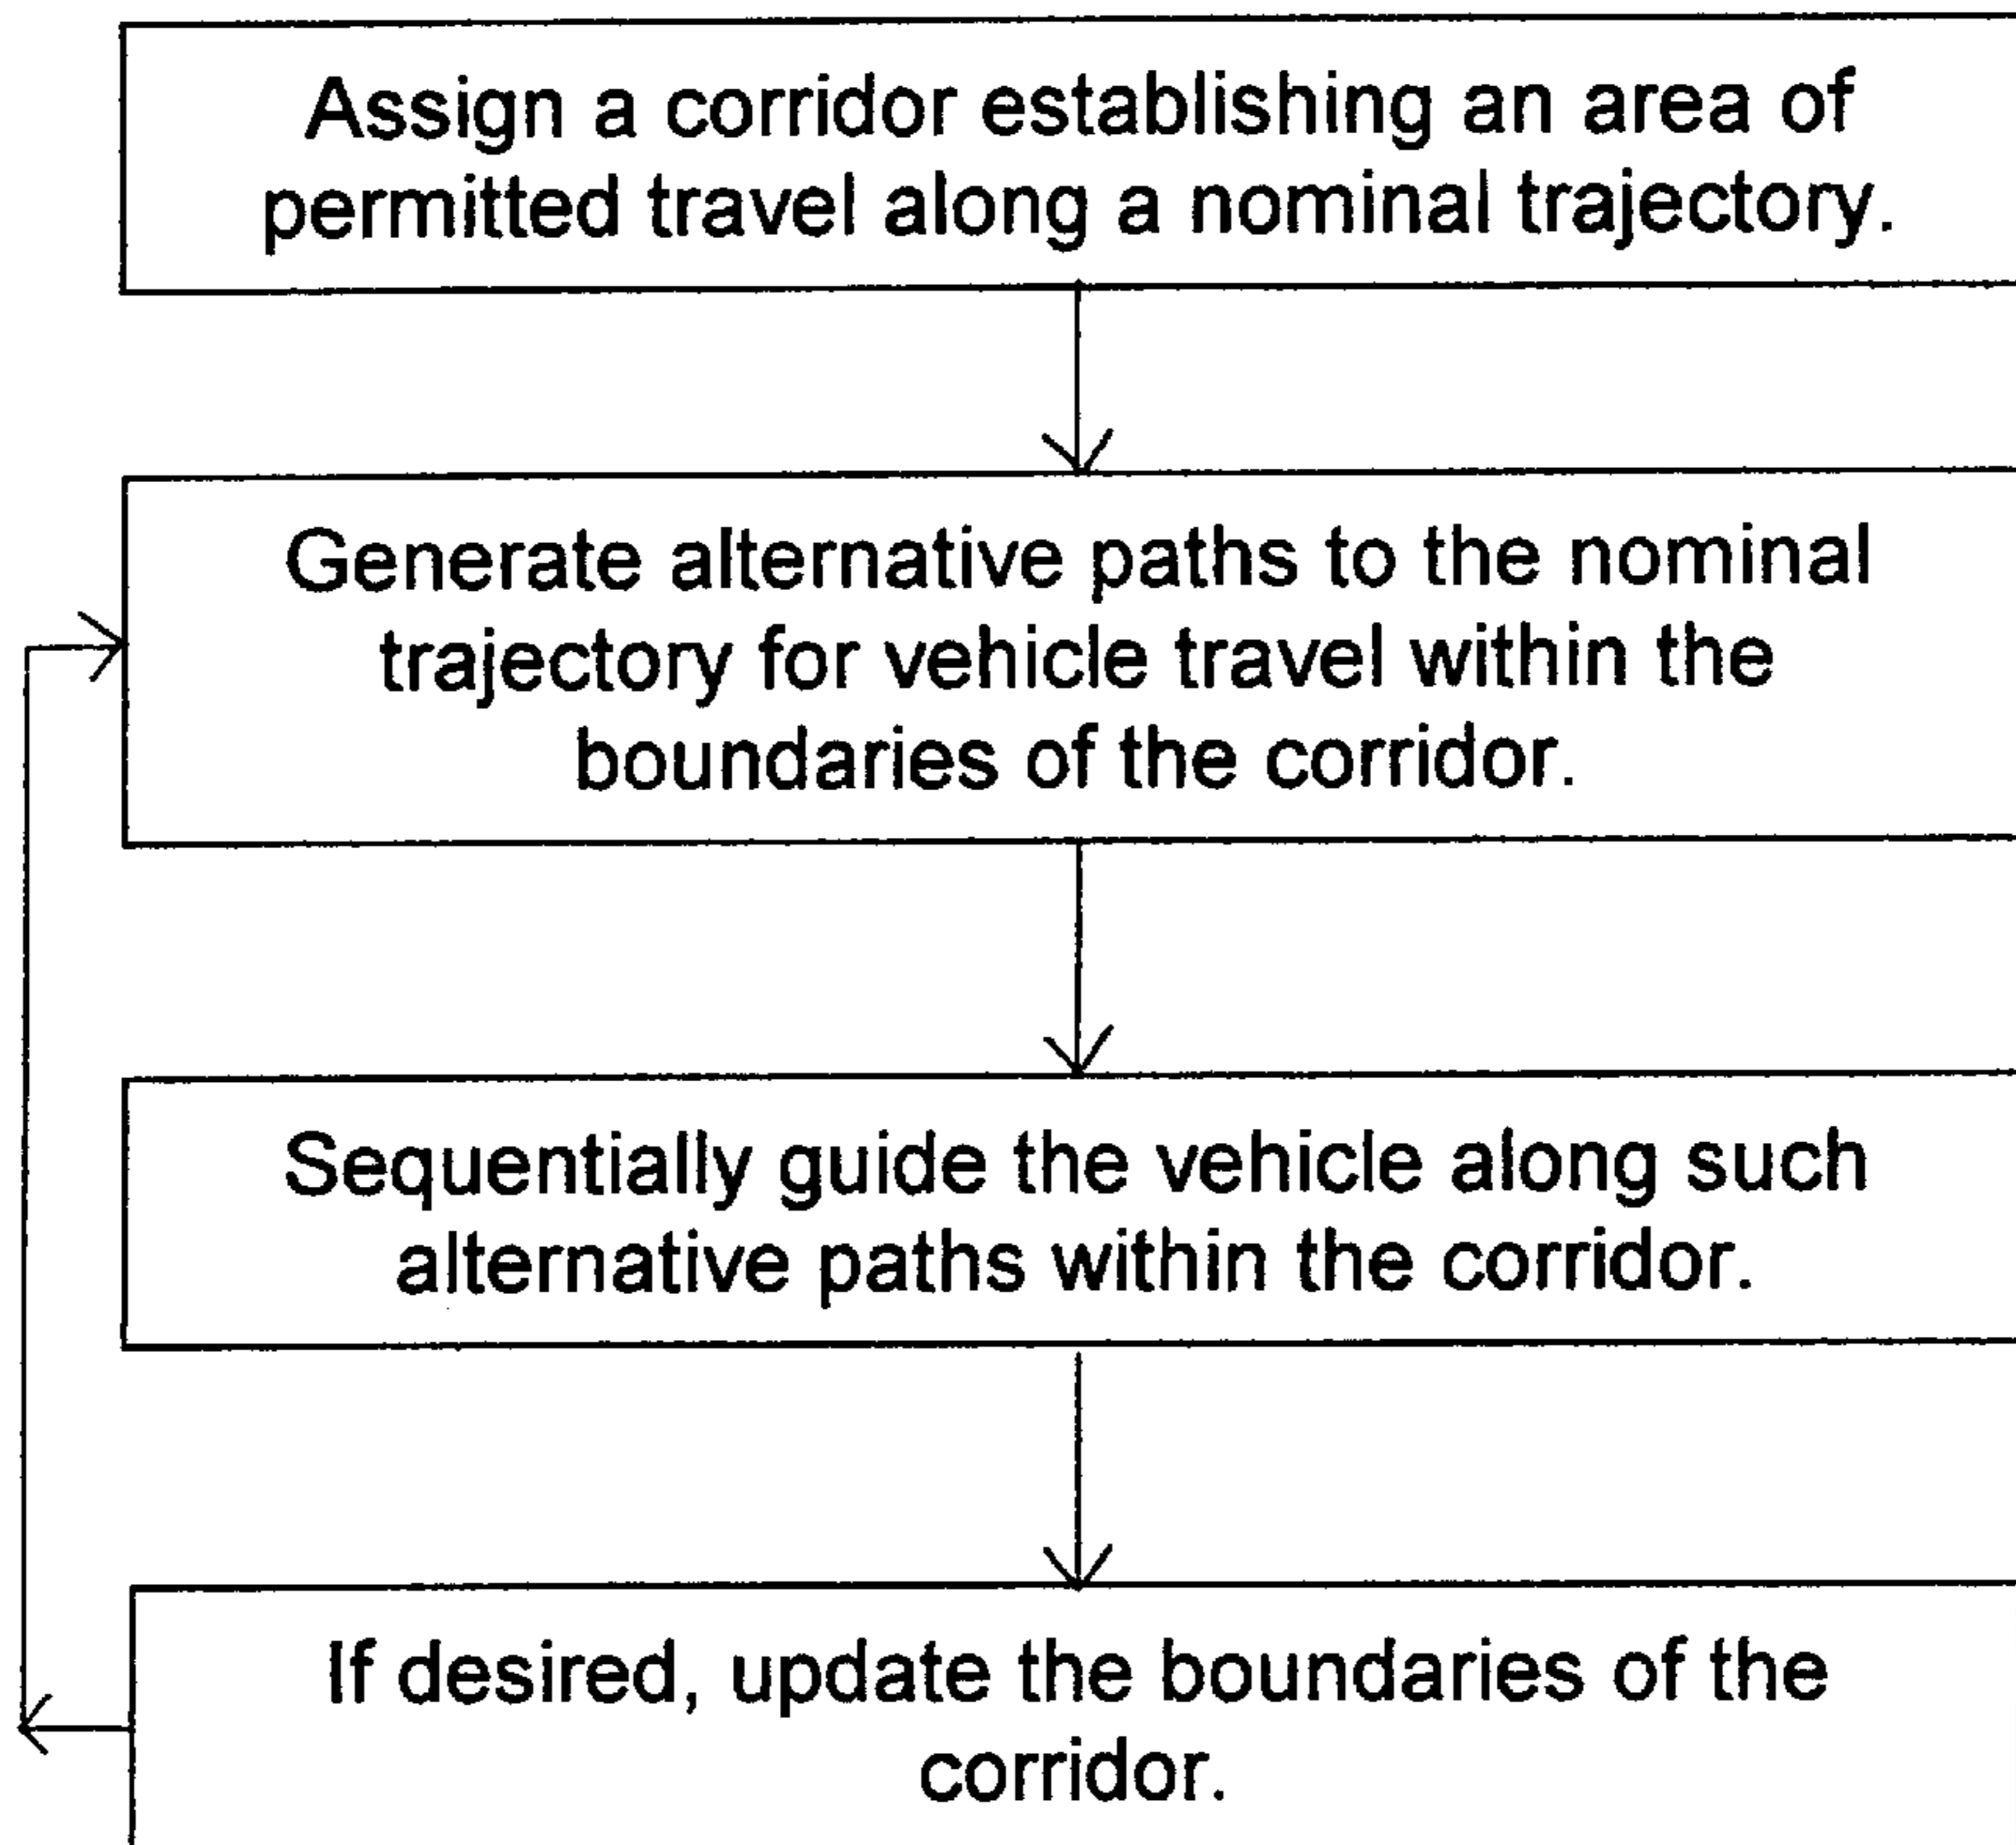 Assign a corridor establishing an area of
permitted travel along a nominal trajectory.
Generate alternative paths to the nominal
trajectory for vehicle travel within the
boundaries of the corridor.
Sequentially guide the vehicle along such
alternative paths within the corridor.
If desired, update the boundaries of the
corridor.